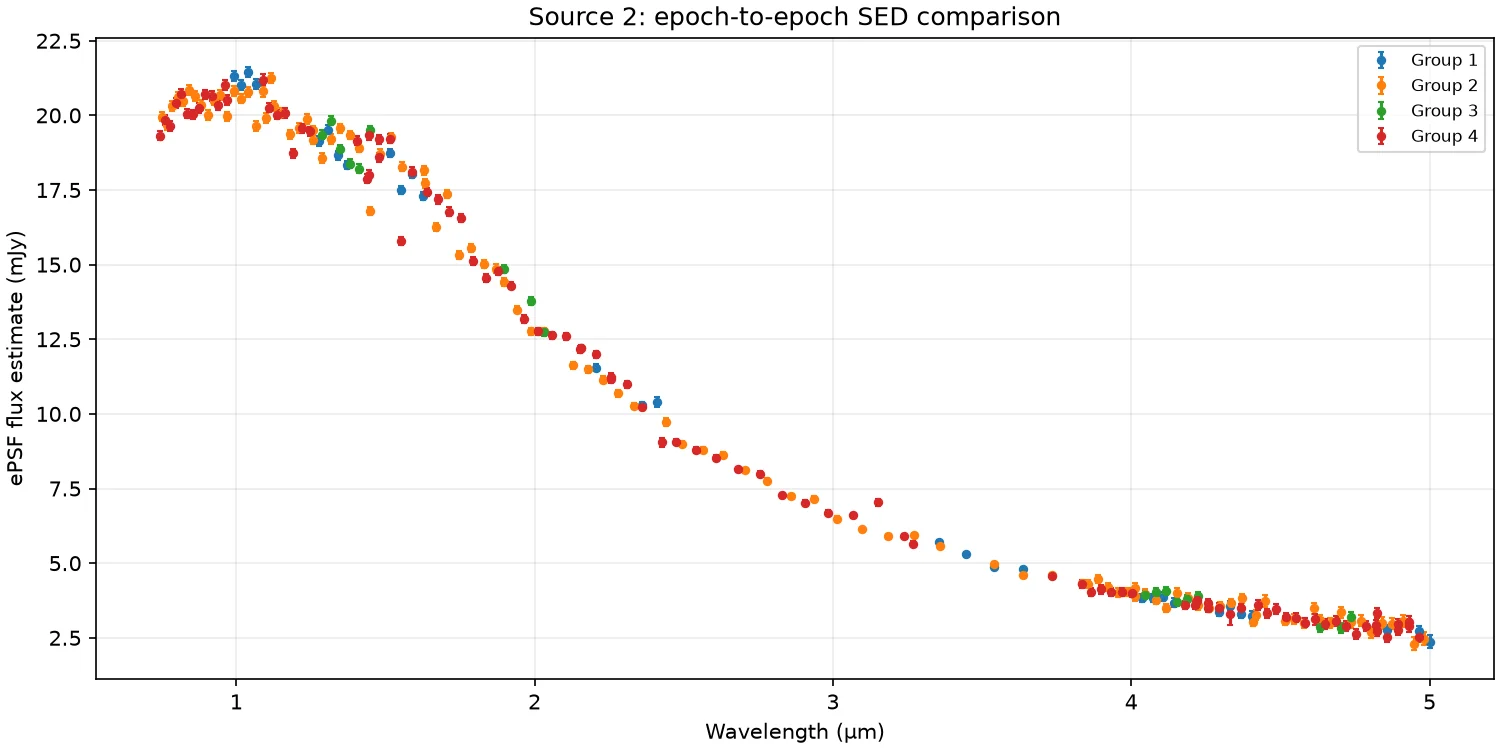 Source 2: epoch-to-epoch SED comparison
ePSF flux estimate (mJy)
22.5
20.0
17.5
15.0
12.5
10.0
7.5
5.0
2.5
Group 1
Group 2
Group 3
Group 4
1 2 3 4 5
Wavelength (μm)